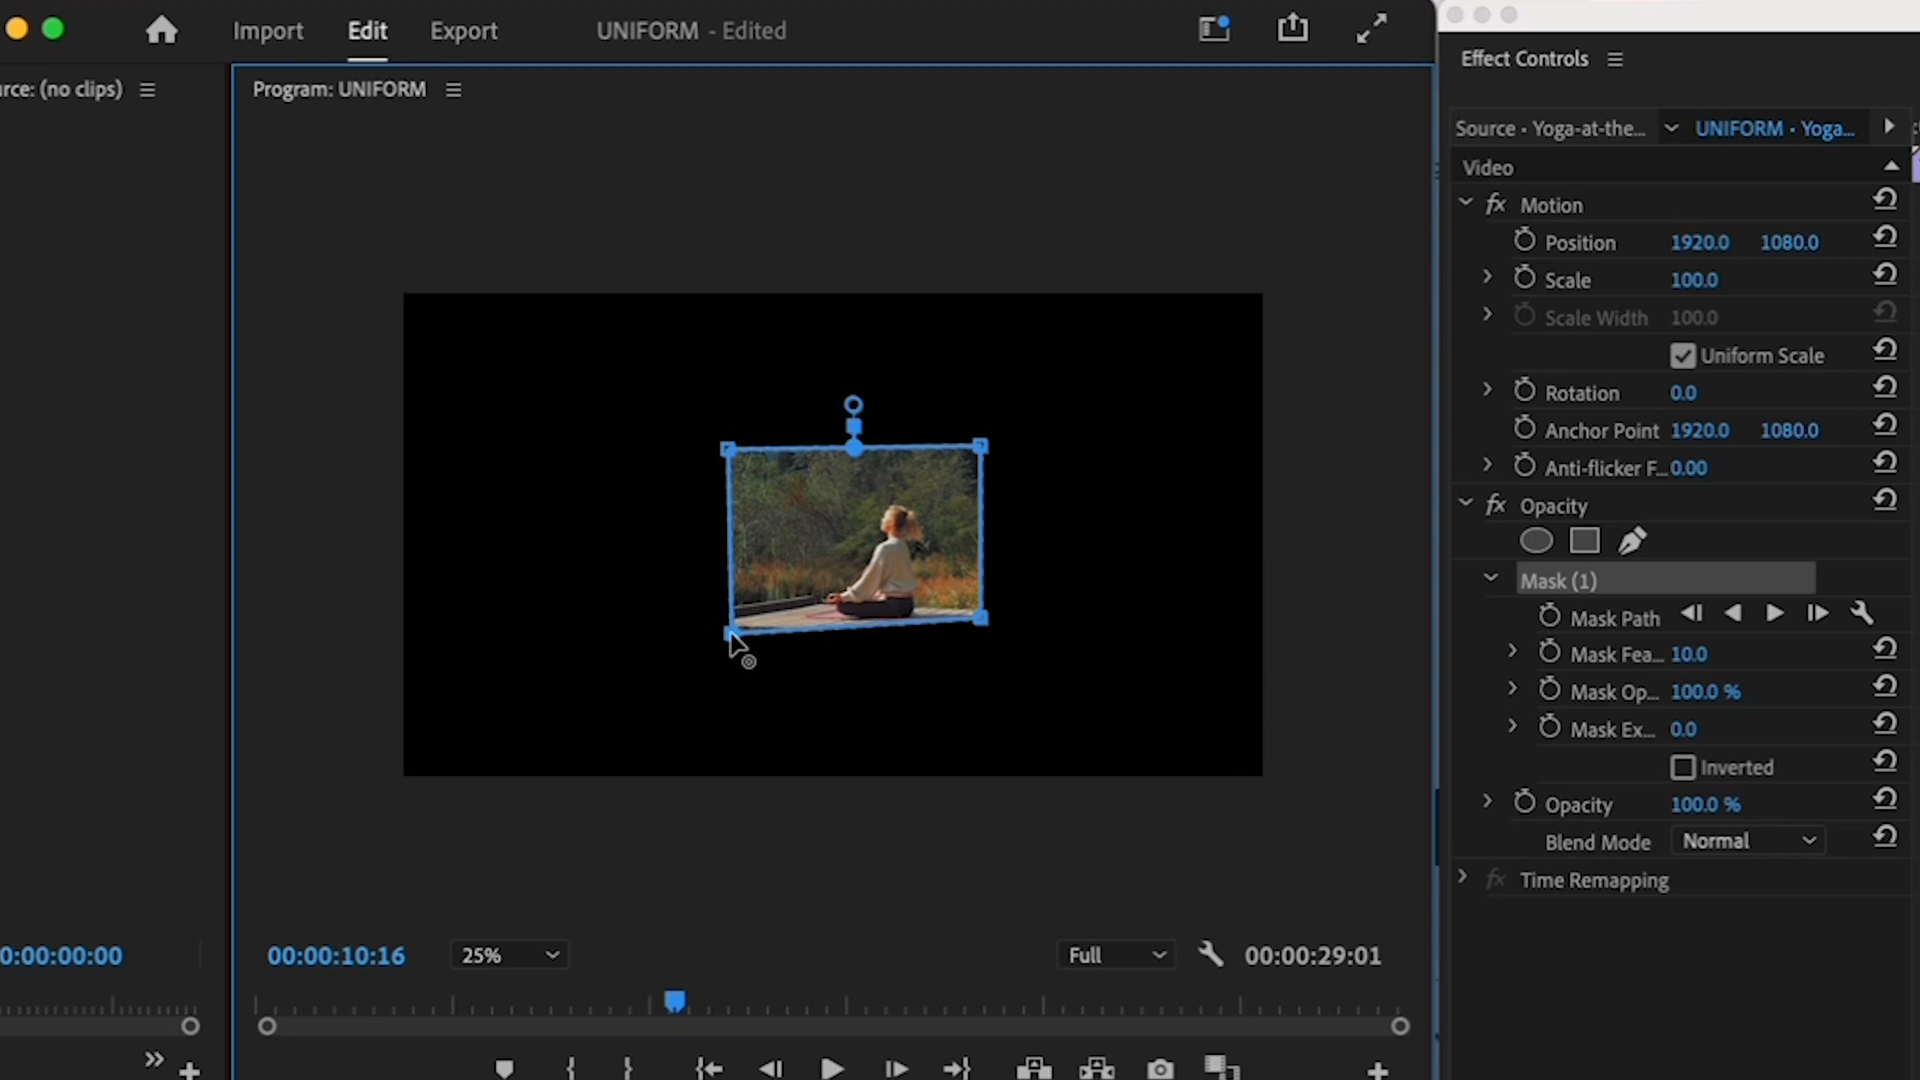 Import Edit Export UNIFORM - Edited
rce: (no clips)
Program: UNIFORM
0:00:00:00
00:00:10:16 25% Full 00:00:29:01
Effect Controls
Source · Yoga-at-the... UNIFORM · Yoga...
Video
fx Motion
Position 1920.0 1080.0
Scale 100.0
Scale Width 100.0
Uniform Scale
Rotation 0.0
Anchor Point 1920.0 1080.0
Anti-flicker F... 0.00
fx Opacity
Mask (1)
Mask Path
Mask Fea... 10.0
Mask Op... 100.0 %
Mask Ex... 0.0
Inverted
Opacity 100.0 %
Blend Mode Normal
fx Time Remapping